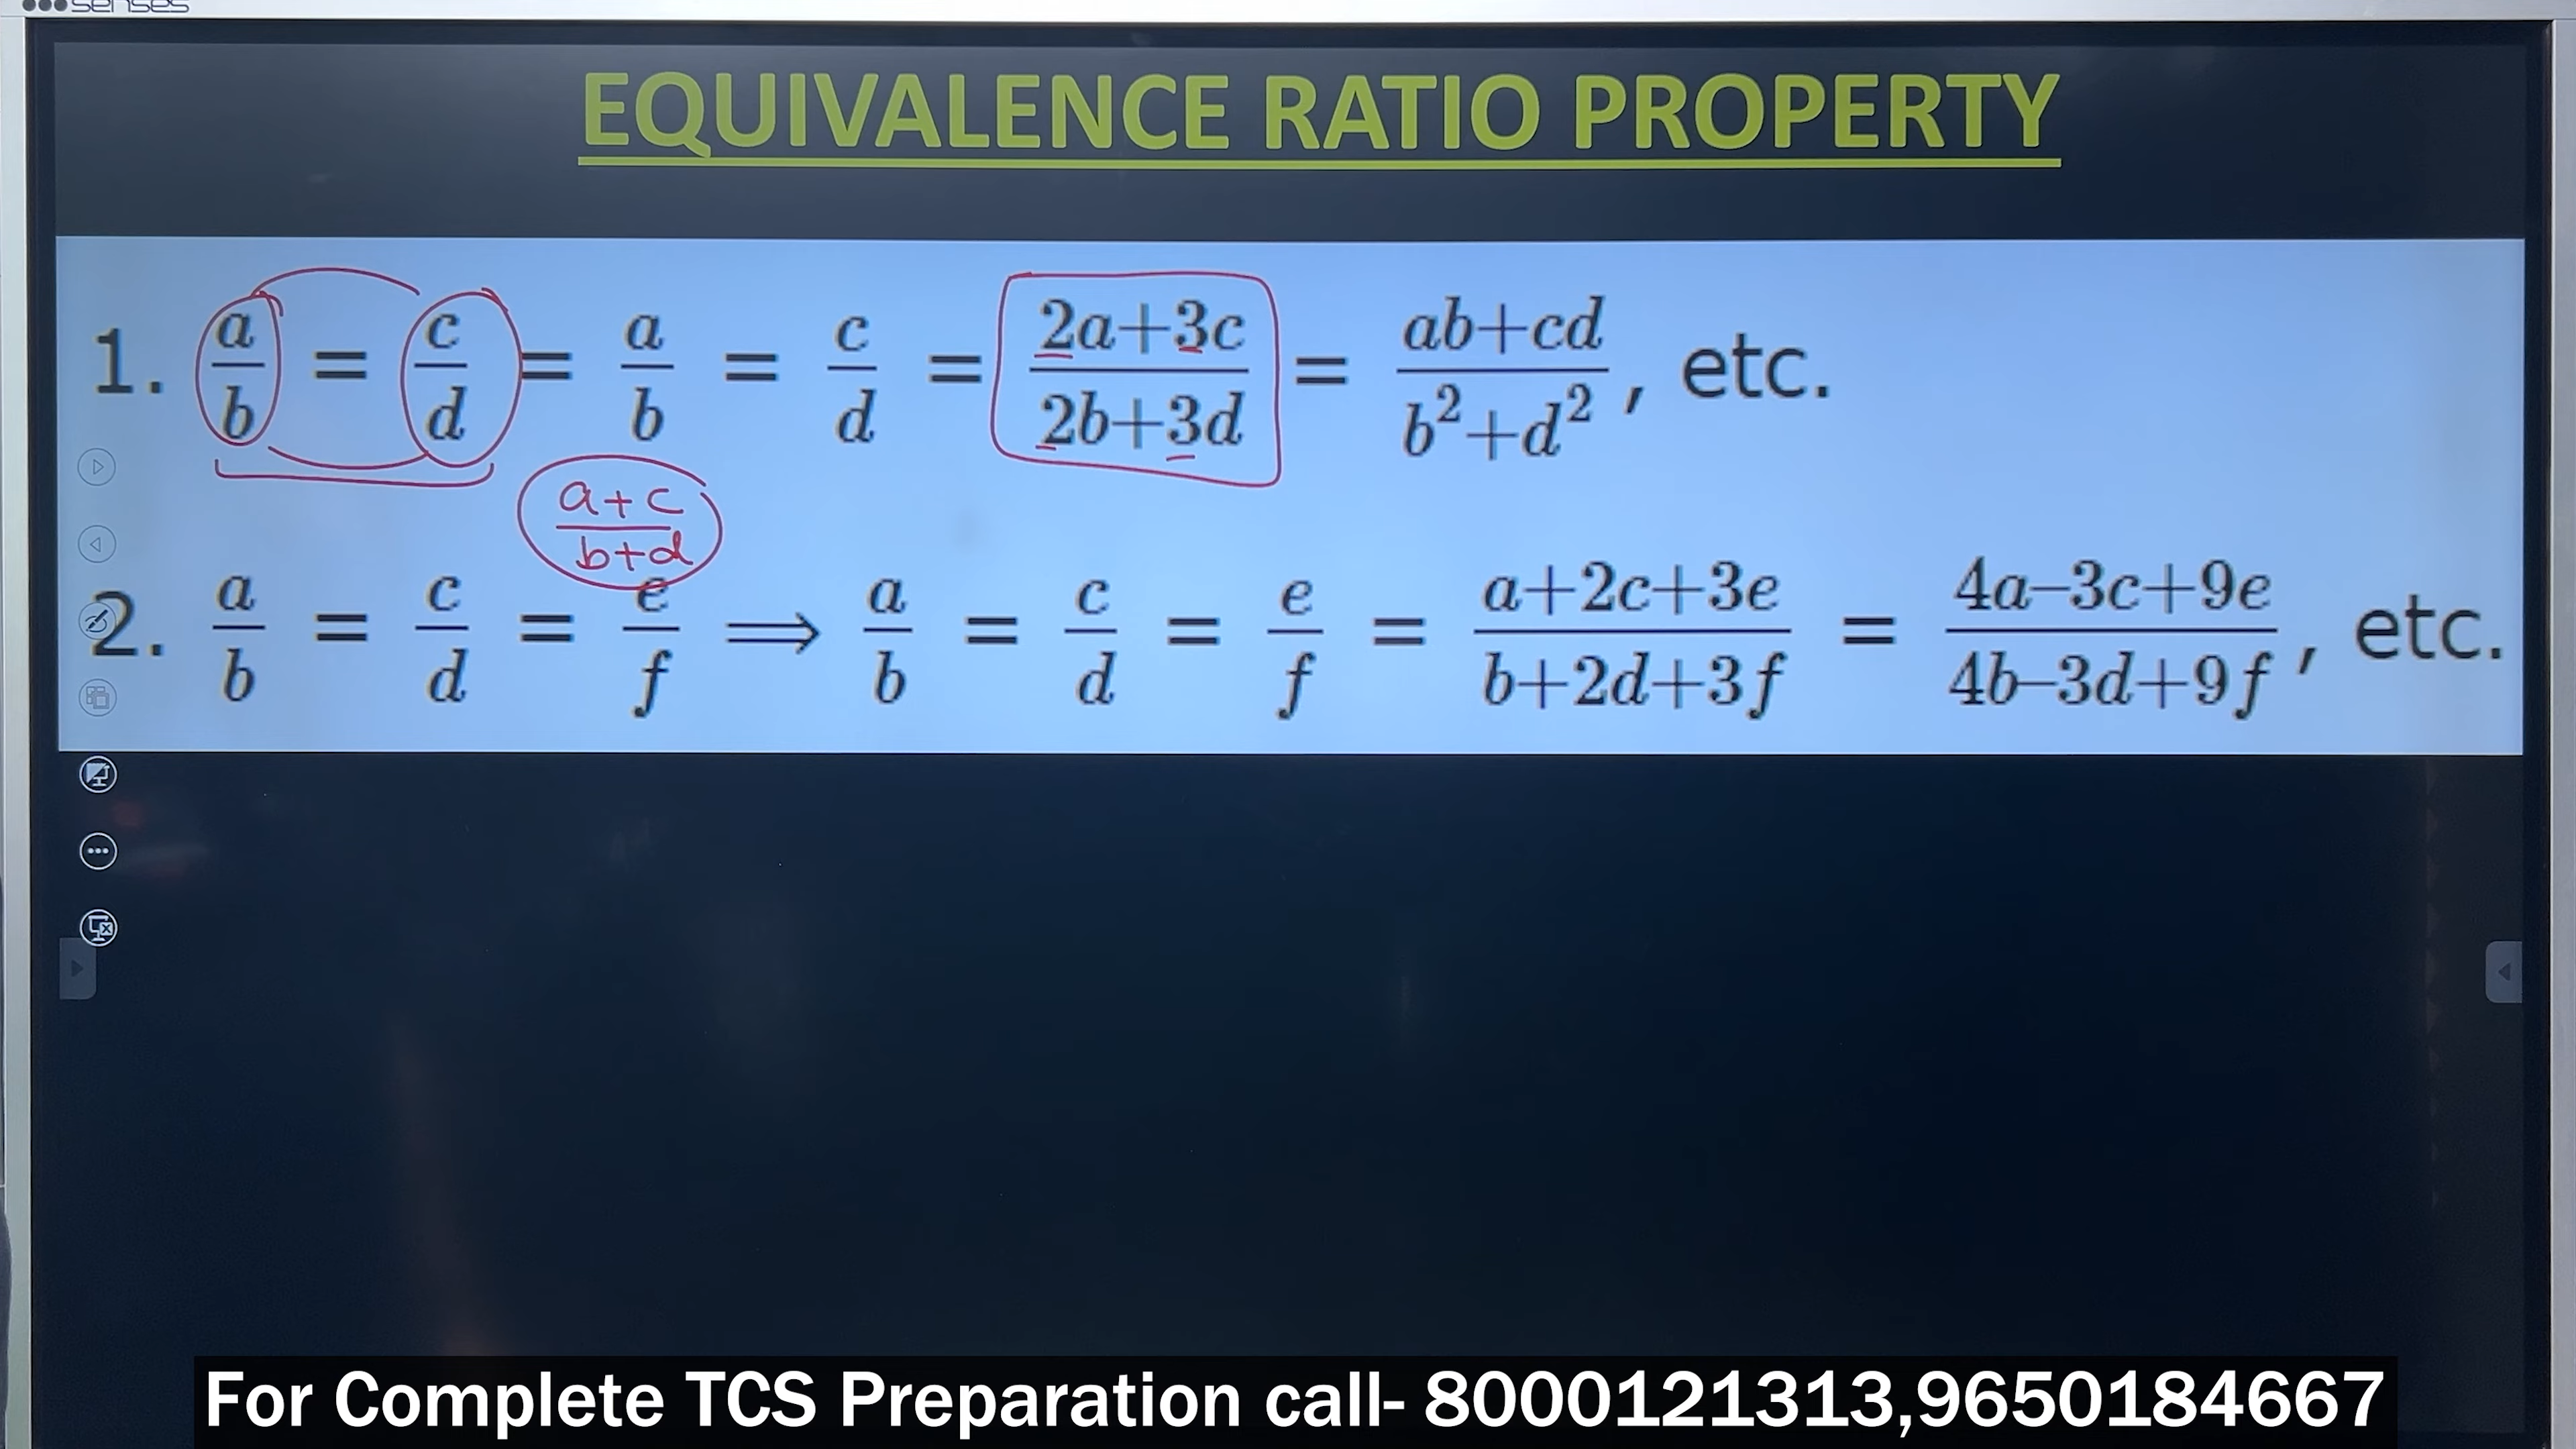 senses
EQUIVALENCE RATIO PROPERTY
1. a/b = c/d = a/b = c/d = (2a+3c)/(2b+3d) = (ab+cd)/(b²+d²), etc.
(a+c)/(b+d)
2. a/b = c/d = e/f ⟹ a/b = c/d = e/f = (a+2c+3e)/(b+2d+3f) = (4a–3c+9e)/(4b–3d+9f), etc.
For Complete TCS Preparation call- 8000121313,9650184667